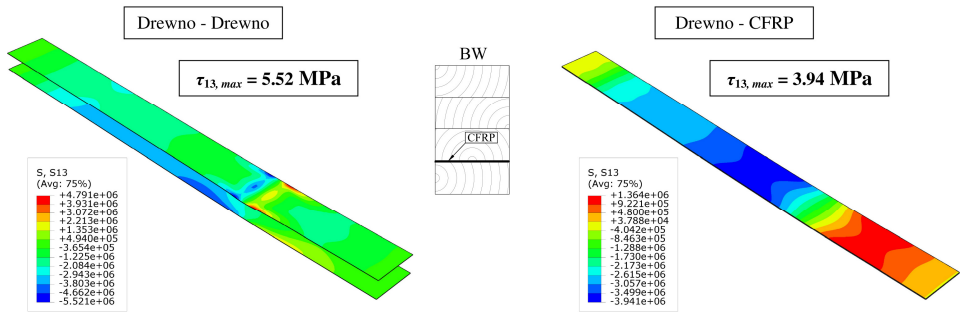 Drewno - Drewno
τ13, max = 5.52 MPa
S, S13
(Avg: 75%)
+4.791e+06
+3.931e+06
+3.072e+06
+2.213e+06
+1.353e+06
+4.940e+05
-3.654e+05
-1.225e+06
-2.084e+06
-2.943e+06
-3.803e+06
-4.662e+06
-5.521e+06
BW
CFRP
Drewno - CFRP
τ13, max = 3.94 MPa
S, S13
(Avg: 75%)
+1.364e+06
+9.221e+05
+4.800e+05
+3.788e+04
-4.042e+05
-8.463e+05
-1.288e+06
-1.730e+06
-2.173e+06
-2.615e+06
-3.057e+06
-3.499e+06
-3.941e+06